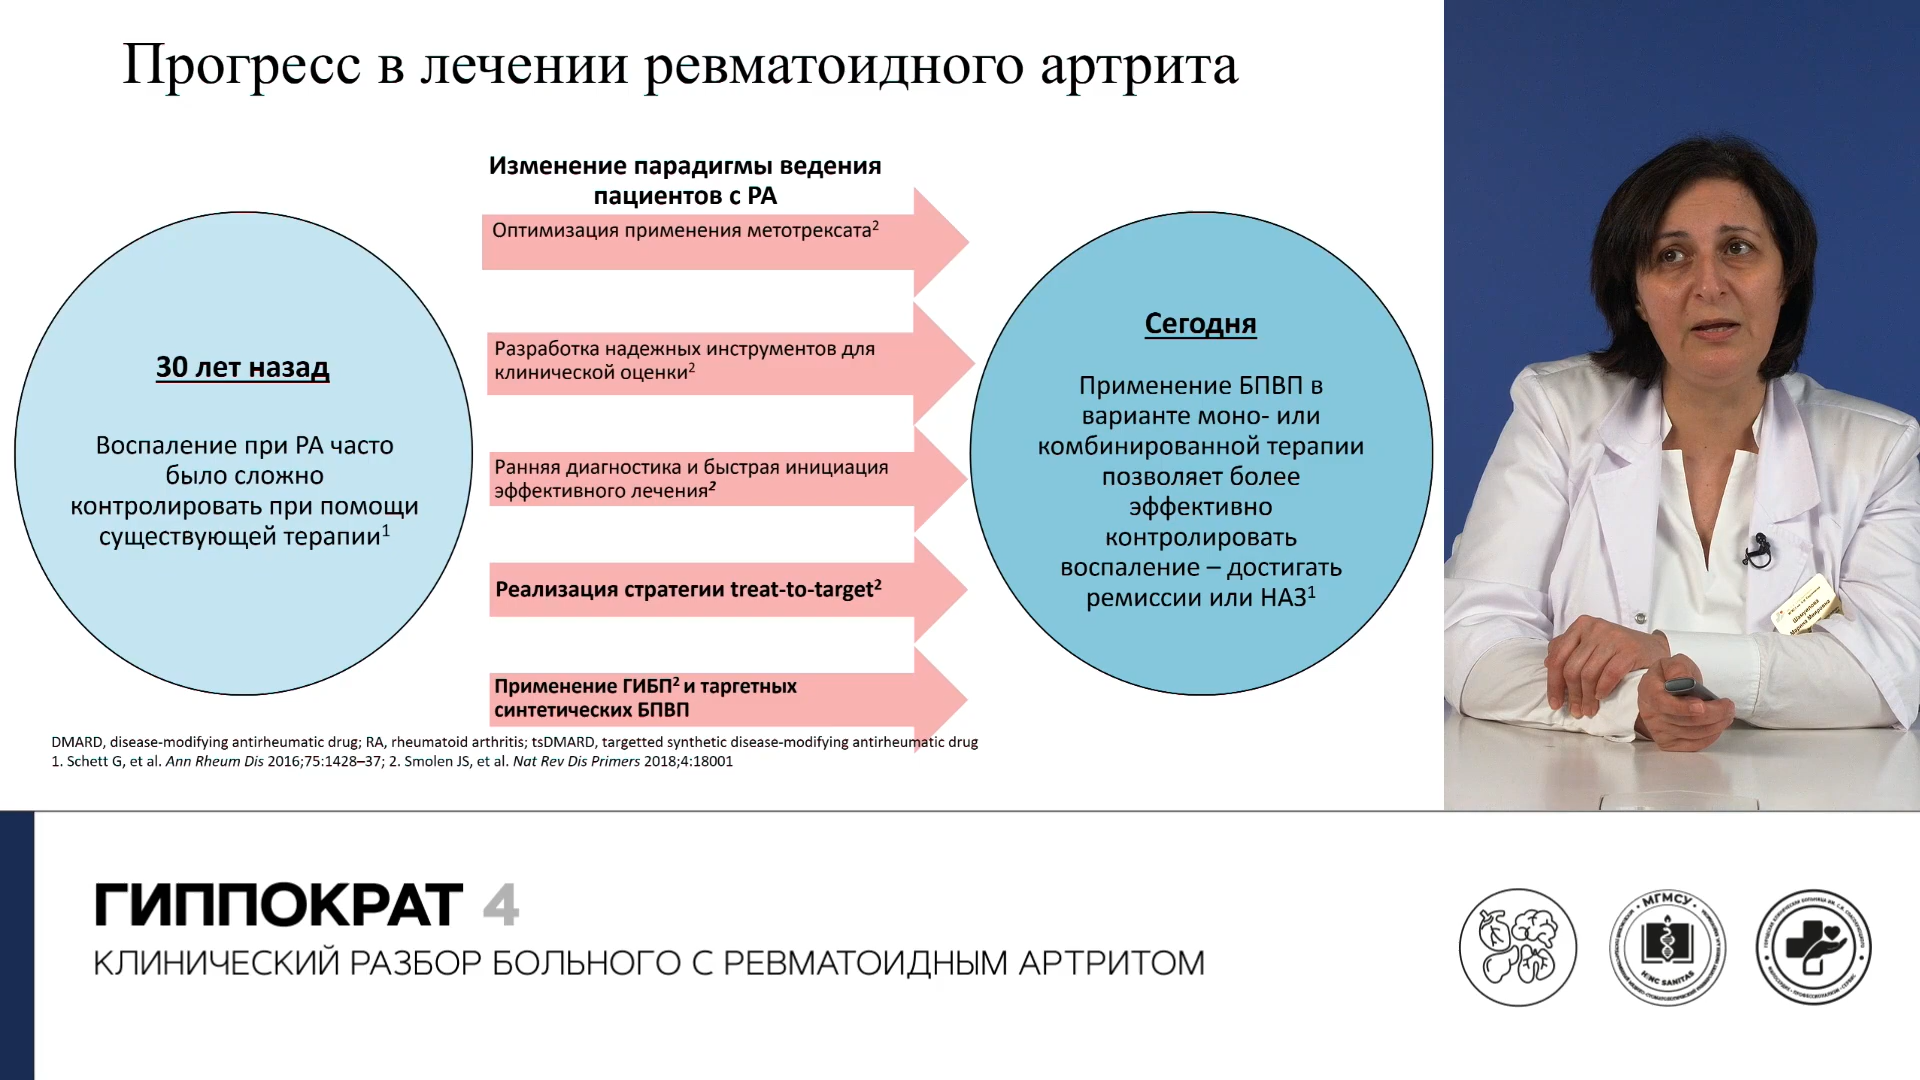 Прогресс в лечении ревматоидного артрита
Изменение парадигмы ведения
пациентов с РА
30 лет назад
Воспаление при РА часто
было сложно
контролировать при помощи
существующей терапии1
Оптимизация применения метотрексата2
Разработка надежных инструментов для
клинической оценки2
Ранняя диагностика и быстрая инициация
эффективного лечения2
Реализация стратегии treat-to-target2
Применение ГИБП2 и таргетных
синтетических БПВП
Сегодня
Применение БПВП в
варианте моно- или
комбинированной терапии
позволяет более
эффективно
контролировать
воспаление – достигать
ремиссии или НАЗ1
DMARD, disease-modifying antirheumatic drug; RA, rheumatoid arthritis; tsDMARD, targetted synthetic disease-modifying antirheumatic drug
1. Schett G, et al. Ann Rheum Dis 2016;75:1428–37; 2. Smolen JS, et al. Nat Rev Dis Primers 2018;4:18001
ГИППОКРАТ 4
КЛИНИЧЕСКИЙ РАЗБОР БОЛЬНОГО С РЕВМАТОИДНЫМ АРТРИТОМ
МГМСУ
SANITAS